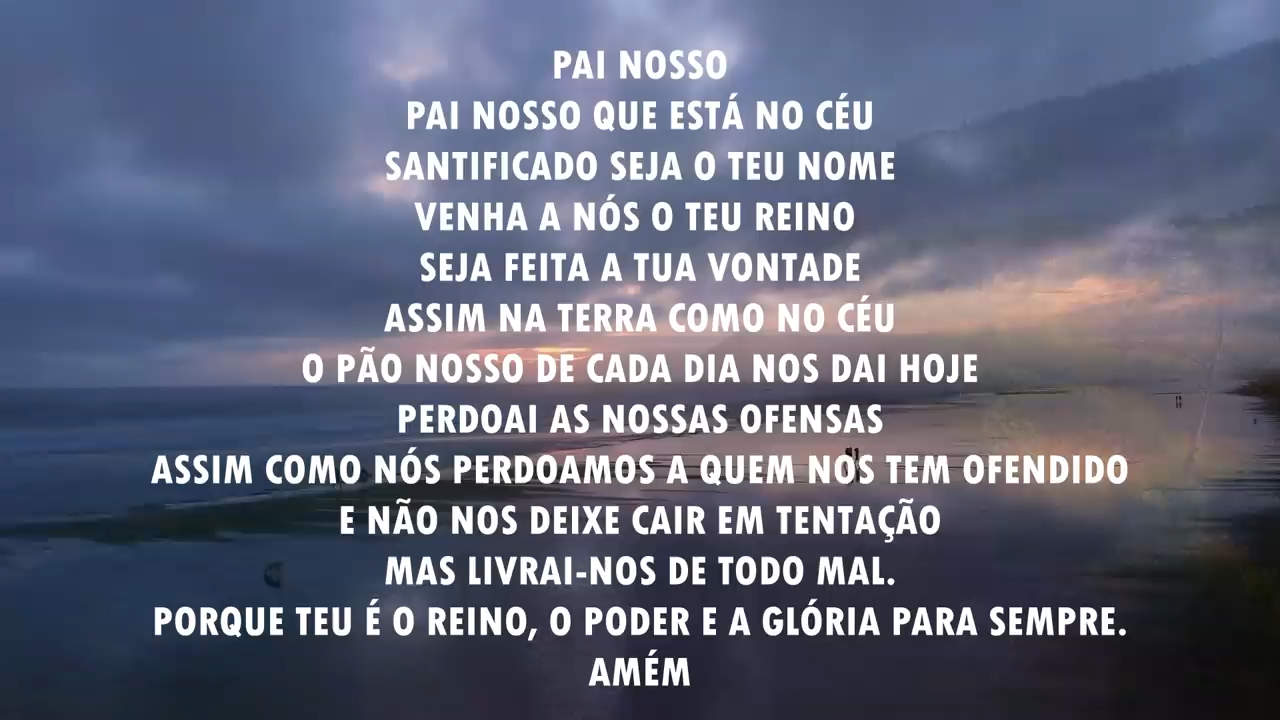 PAI NOSSO
PAI NOSSO QUE ESTÁ NO CÉU
SANTIFICADO SEJA O TEU NOME
VENHA A NÓS O TEU REINO
SEJA FEITA A TUA VONTADE
ASSIM NA TERRA COMO NO CÉU
O PÃO NOSSO DE CADA DIA NOS DAI HOJE
PERDOAI AS NOSSAS OFENSAS
ASSIM COMO NÓS PERDOAMOS A QUEM NOS TEM OFENDIDO
E NÃO NOS DEIXE CAIR EM TENTAÇÃO
MAS LIVRAI-NOS DE TODO MAL.
PORQUE TEU É O REINO, O PODER E A GLÓRIA PARA SEMPRE.
AMÉM